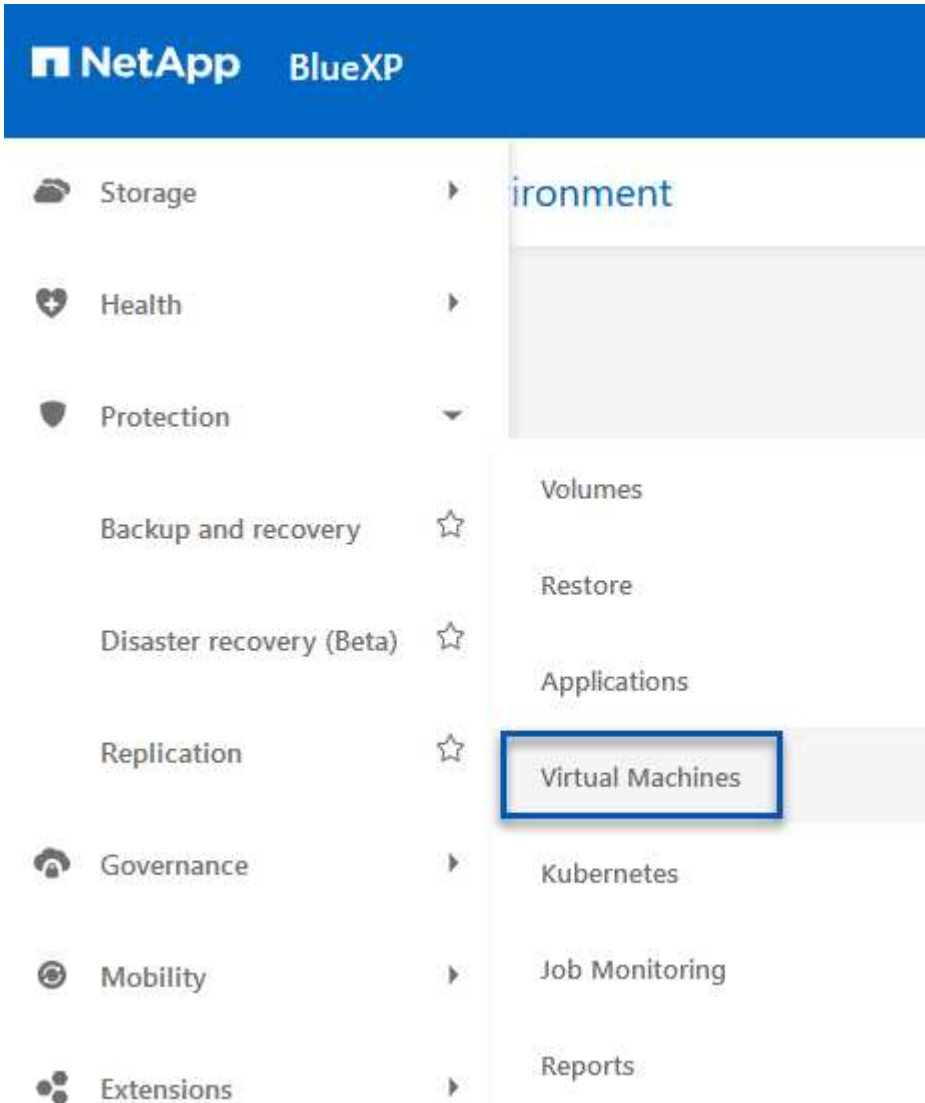 NetApp BlueXP
Storage
ironment
Health
Protection
Backup and recovery
Disaster recovery (Beta)
Replication
Governance
Mobility
Extensions
Volumes
Restore
Applications
Virtual Machines
Kubernetes
Job Monitoring
Reports